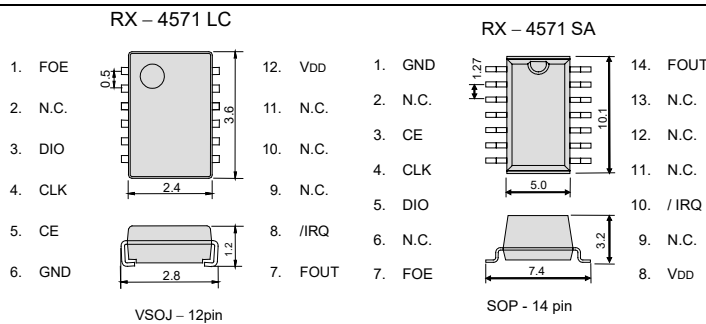 RX – 4571 LC
1. FOE
2. N.C.
3. DIO
4. CLK
5. CE
6. GND
0.5
3.6
2.4
1.2
2.8
12. VDD
11. N.C.
10. N.C.
9. N.C.
8. /IRQ
7. FOUT
VSOJ – 12pin
RX – 4571 SA
1. GND
2. N.C.
3. CE
4. CLK
5. DIO
6. N.C.
7. FOE
1.27
10.1
5.0
3.2
7.4
14. FOUT
13. N.C.
12. N.C.
11. N.C.
10. / IRQ
9. N.C.
8. VDD
SOP - 14 pin